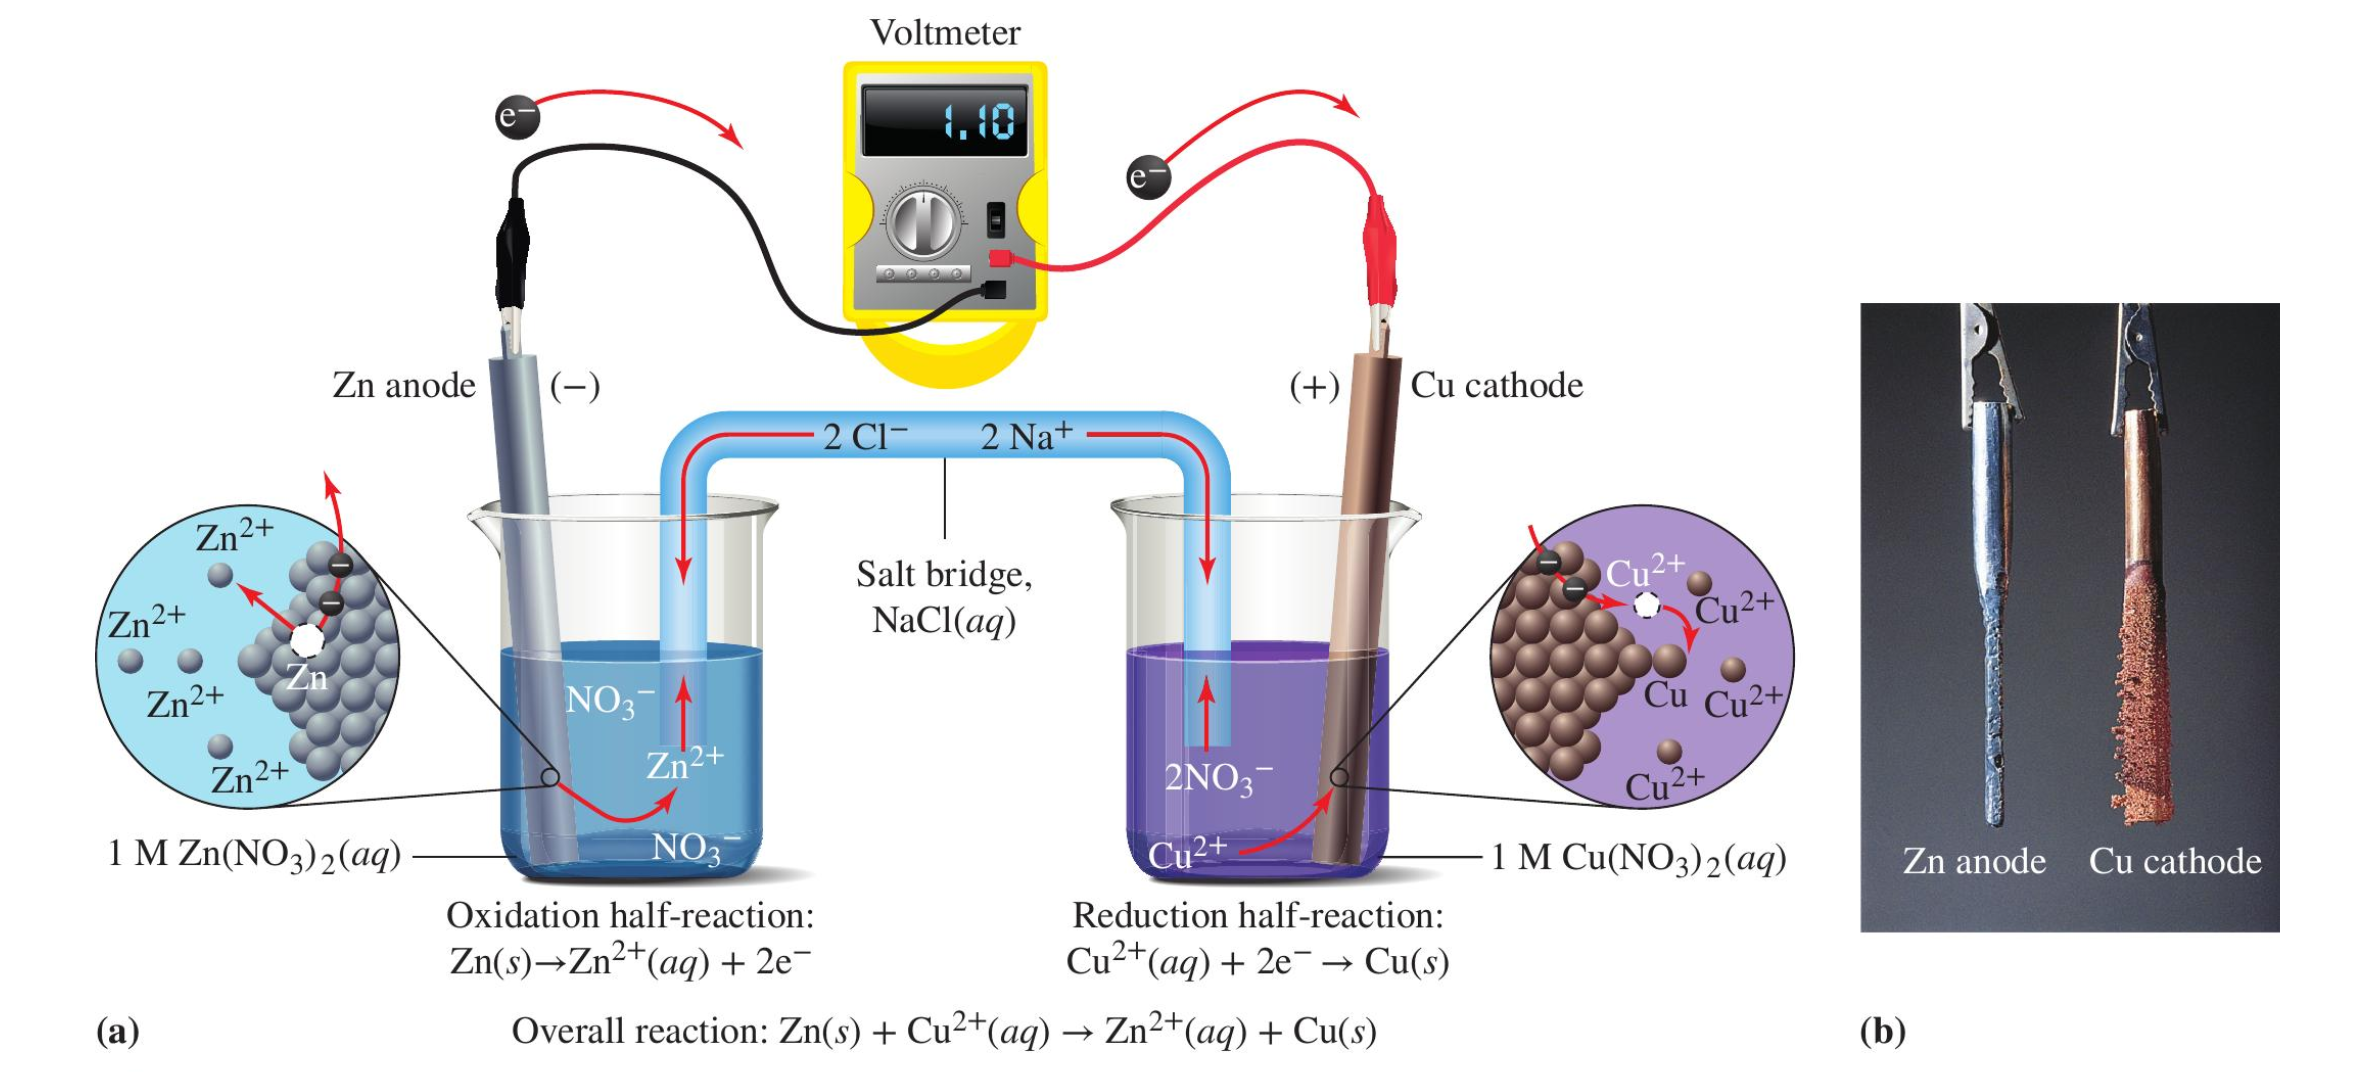 Voltmeter
e⁻
1.10
e⁻
Zn anode
(−)
(+)
Cu cathode
2 Cl⁻
2 Na⁺
Salt bridge,
NaCl(aq)
Zn²⁺
Zn²⁺
Zn
Zn²⁺
Zn²⁺
NO₃⁻
Zn²⁺
NO₃⁻
1 M Zn(NO₃)₂(aq)
2NO₃⁻
Cu²⁺
Cu²⁺
Cu²⁺
Cu
Cu²⁺
Cu²⁺
1 M Cu(NO₃)₂(aq)
Oxidation half-reaction:
Zn(s)→Zn²⁺(aq) + 2e⁻
Reduction half-reaction:
Cu²⁺(aq) + 2e⁻ → Cu(s)
Overall reaction: Zn(s) + Cu²⁺(aq) → Zn²⁺(aq) + Cu(s)
(a)
Zn anode
Cu cathode
(b)